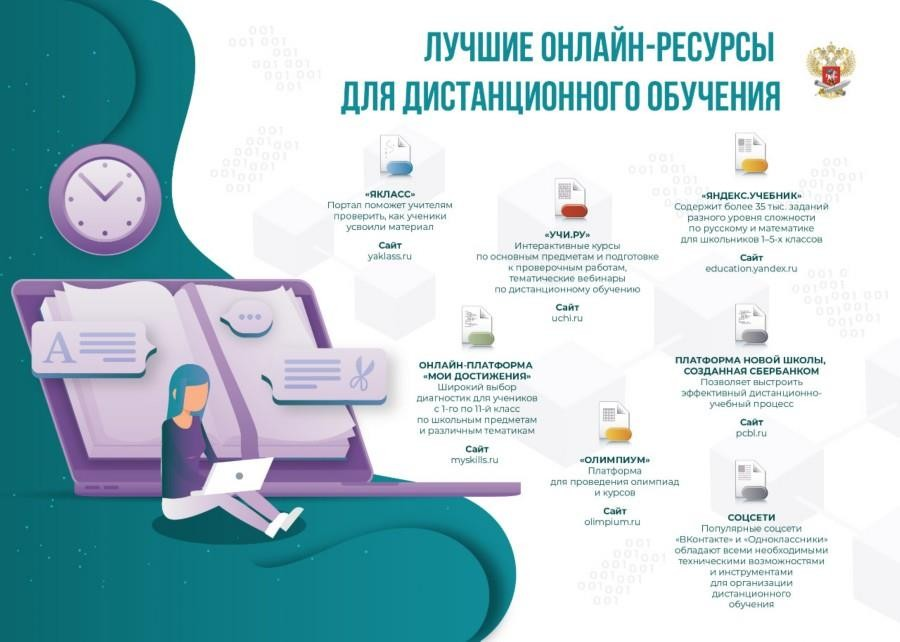 ЛУЧШИЕ ОНЛАЙН-РЕСУРСЫ
ДЛЯ ДИСТАНЦИОННОГО ОБУЧЕНИЯ
«ЯКЛАСС»
Портал поможет учителям
проверить, как ученики
усвоили материал
Сайт
yaklass.ru
«УЧИ.РУ»
Интерактивные курсы
по основным предметам и подготовке
к проверочным работам,
тематические вебинары
по дистанционному обучению
Сайт
uchi.ru
«ЯНДЕКС.УЧЕБНИК»
Содержит более 35 тыс. заданий
разного уровня сложности
по русскому и математике
для школьников 1–5-х классов
Сайт
education.yandex.ru
ОНЛАЙН-ПЛАТФОРМА
«МОИ ДОСТИЖЕНИЯ»
Широкий выбор
диагностик для учеников
с 1-го по 11-й класс
по школьным предметам
и различным тематикам
Сайт
myskills.ru
«ОЛИМПИУМ»
Платформа
для проведения олимпиад
и курсов
Сайт
olimpium.ru
ПЛАТФОРМА НОВОЙ ШКОЛЫ,
СОЗДАННАЯ СБЕРБАНКОМ
Позволяет выстроить
эффективный дистанционно-
учебный процесс
Сайт
pcbl.ru
СОЦСЕТИ
Популярные соцсети
«ВКонтакте» и «Одноклассники»
обладают всеми необходимыми
техническими возможностями
и инструментами
для организации
дистанционного
обучения
A